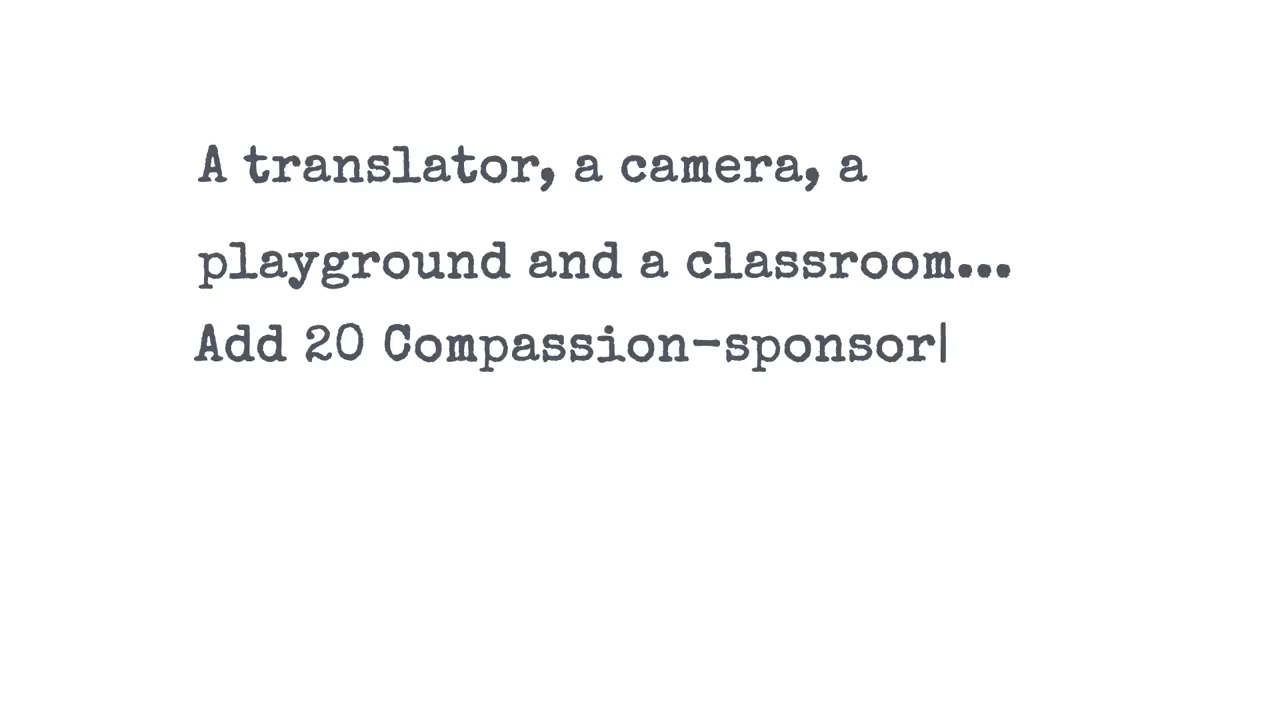 A translator, a camera, a
playground and a classroom...
Add 20 Compassion-sponsor